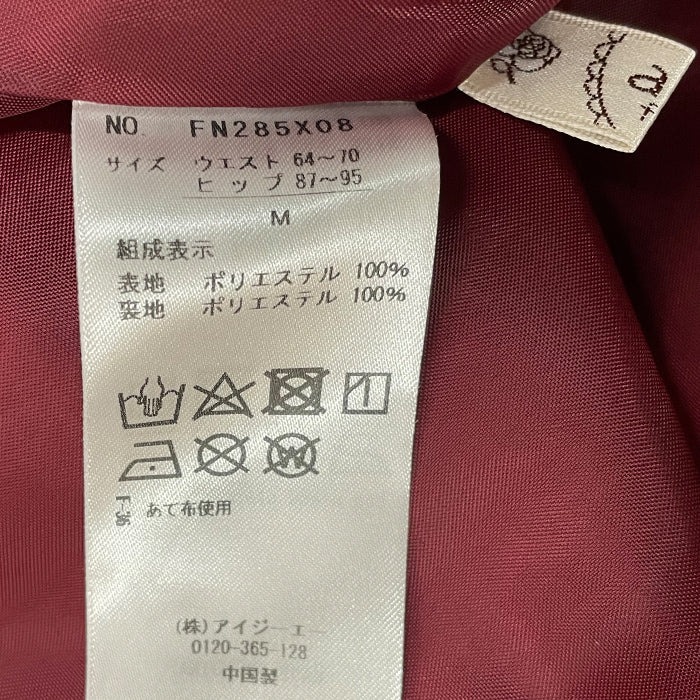 NO. FN285X08
サイズ ウエスト 64～70
ヒップ 87～95
M
組成表示
表地 ポリエステル 100%
裏地 ポリエステル 100%
F-36 あて布使用
(株)アイジーエー
0120-365-128
中国製